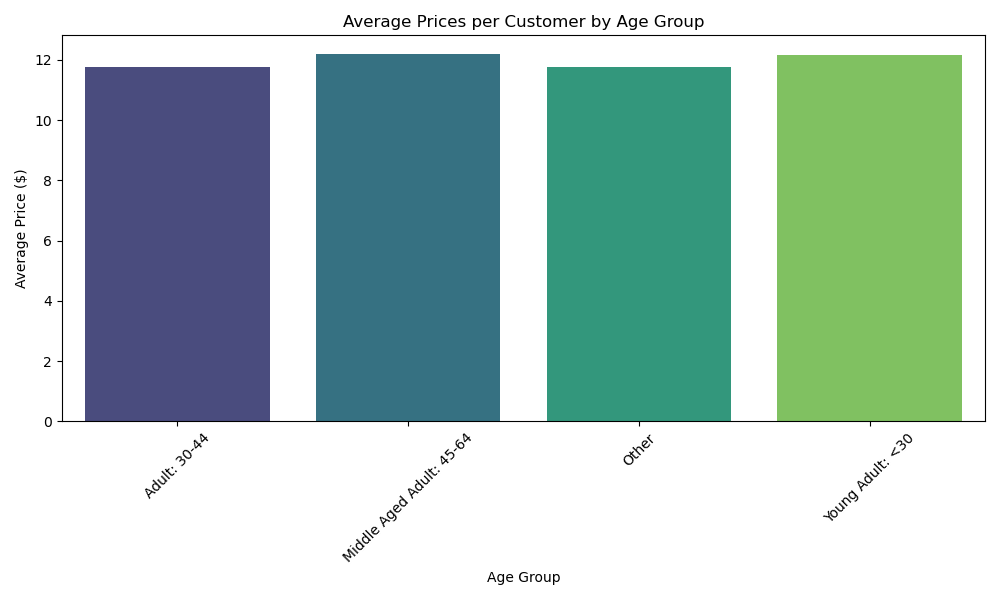 Average Prices per Customer by Age Group
Average Price ($)
12
10
8
6
4
2
0
Adult: 30-44
Middle Aged Adult: 45-64
Other
Young Adult: <30
Age Group